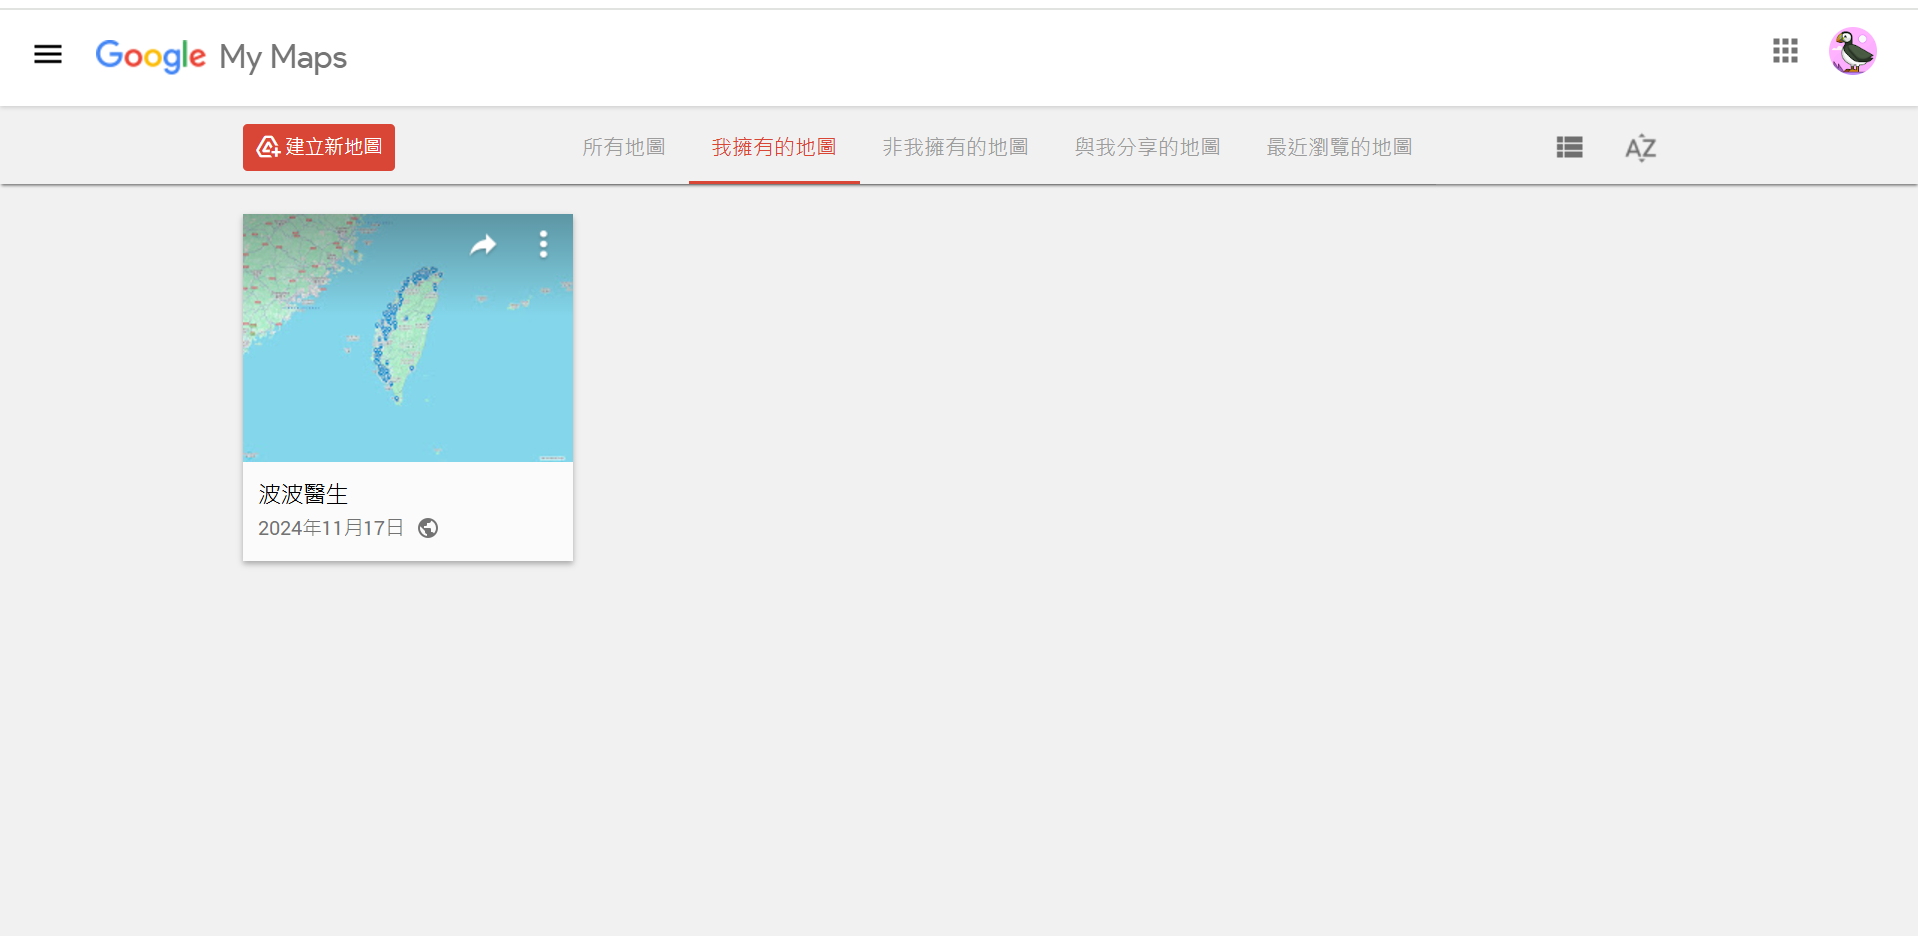 Google My Maps
建立新地圖
所有地圖
我擁有的地圖
非我擁有的地圖
與我分享的地圖
最近瀏覽的地圖
AZ
波波醫生
2024年11月17日